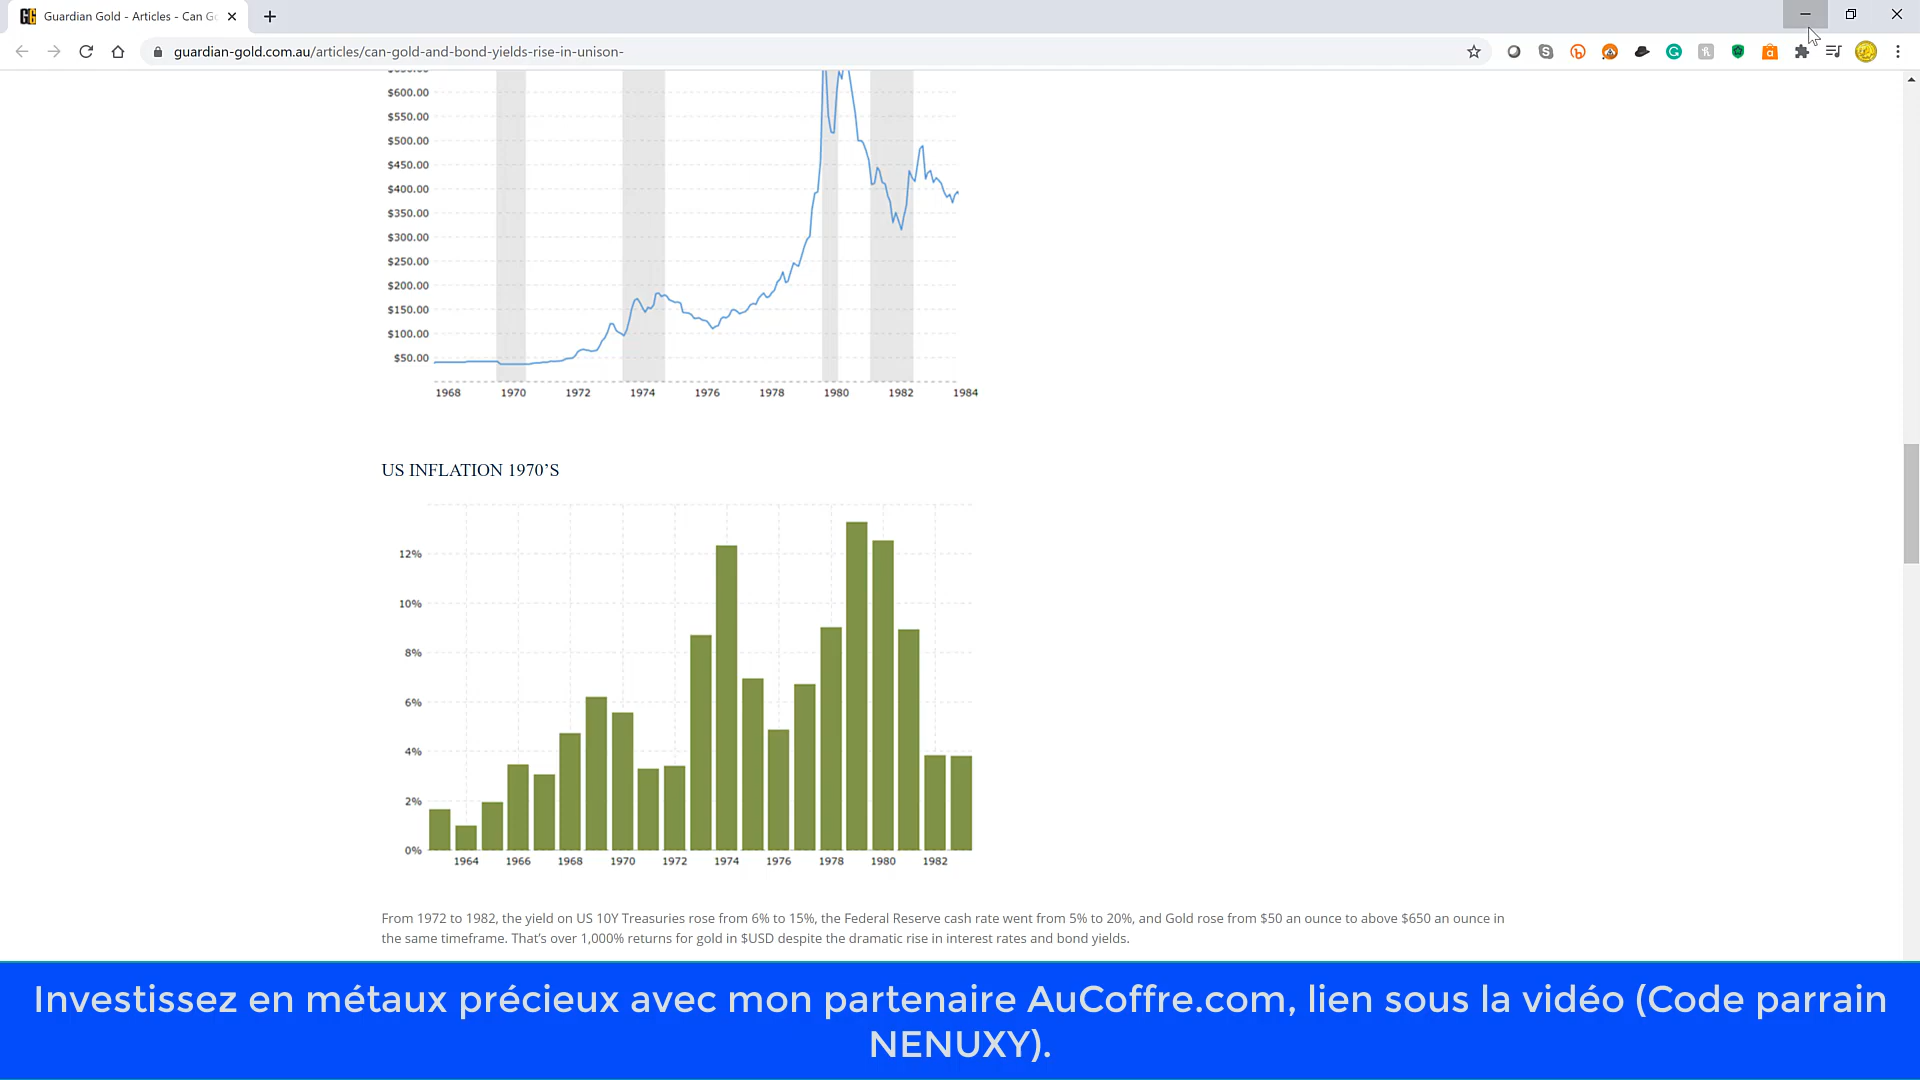 Guardian Gold - Articles - Can Go
guardian-gold.com.au/articles/can-gold-and-bond-yields-rise-in-unison-
$650.00
$600.00
$550.00
$500.00
$450.00
$400.00
$350.00
$300.00
$250.00
$200.00
$150.00
$100.00
$50.00
1968 1970 1972 1974 1976 1978 1980 1982 1984
US INFLATION 1970’S
12%
10%
8%
6%
4%
2%
0%
1964 1966 1968 1970 1972 1974 1976 1978 1980 1982
From 1972 to 1982, the yield on US 10Y Treasuries rose from 6% to 15%, the Federal Reserve cash rate went from 5% to 20%, and Gold rose from $50 an ounce to above $650 an ounce in
the same timeframe. That’s over 1,000% returns for gold in $USD despite the dramatic rise in interest rates and bond yields.
Investissez en métaux précieux avec mon partenaire AuCoffre.com, lien sous la vidéo (Code parrain
NENUXY).